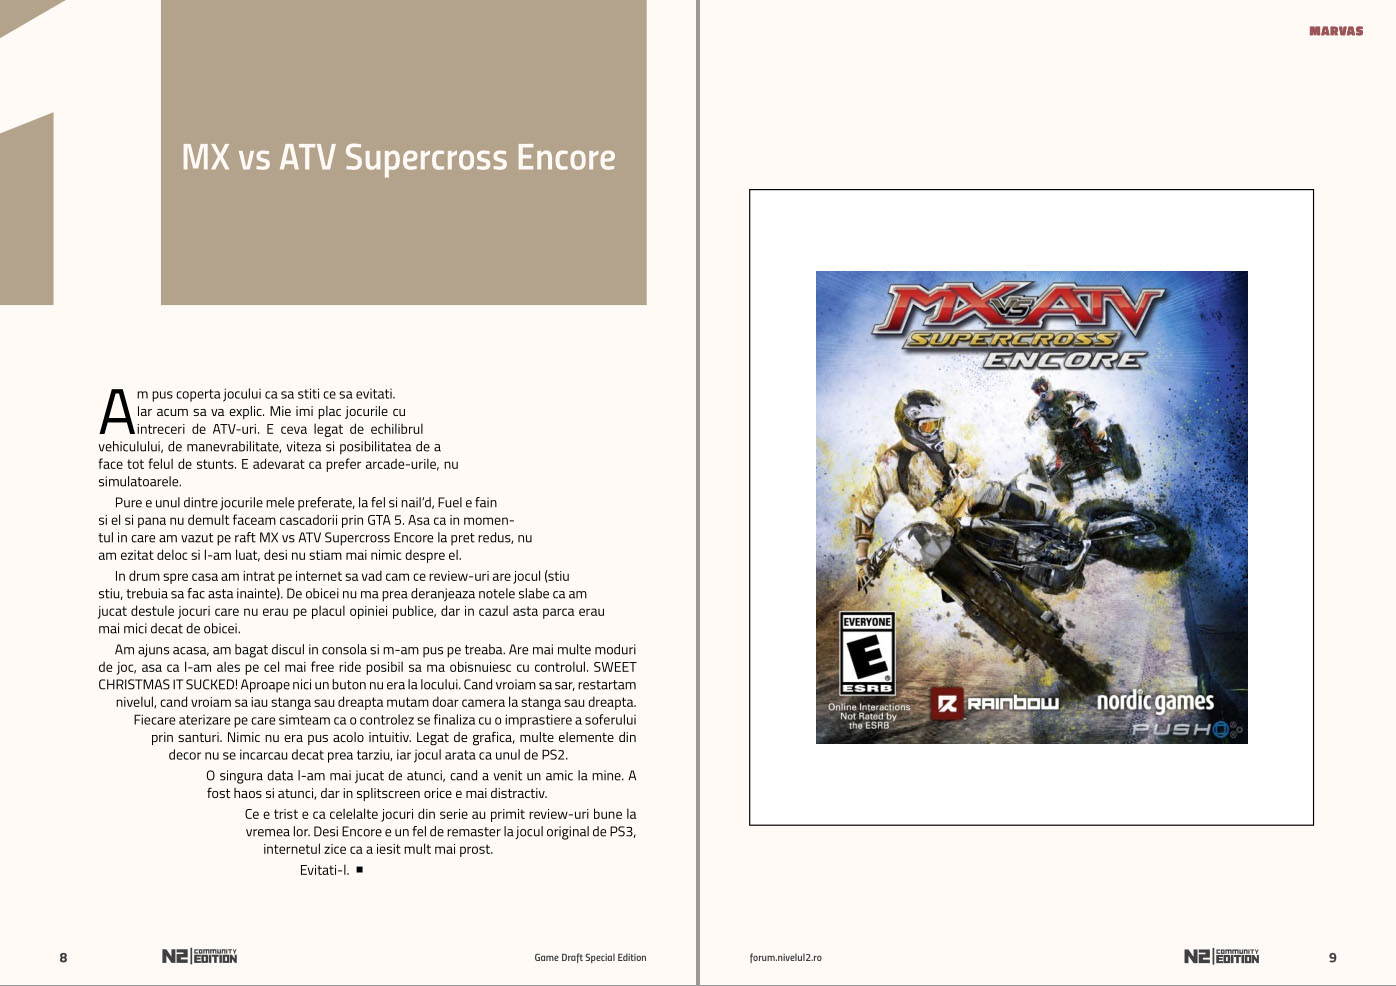 1
MX vs ATV Supercross Encore
Am pus coperta jocului ca sa stiti ce sa evitati.
Iar acum sa va explic. Mie imi plac jocurile cu
intreceri de ATV-uri. E ceva legat de echilibrul
vehiculului, de manevrabilitate, viteza si posibilitatea de a
face tot felul de stunts. E adevarat ca prefer arcade-urile, nu
simulatoarele.
Pure e unul dintre jocurile mele preferate, la fel si nail'd, Fuel e fain
si el si pana nu demult faceam cascadorii prin GTA 5. Asa ca in momen-
tul in care am vazut pe raft MX vs ATV Supercross Encore la pret redus, nu
am ezitat deloc si l-am luat, desi nu stiam mai nimic despre el.
In drum spre casa am intrat pe internet sa vad cam ce review-uri are jocul (stiu
stiu, trebuia sa fac asta inainte). De obicei nu ma prea deranjeaza notele slabe ca am
jucat destule jocuri care nu erau pe placul opiniei publice, dar in cazul asta parca erau
mai mici decat de obicei.
Am ajuns acasa, am bagat discul in consola si m-am pus pe treaba. Are mai multe moduri
de joc, asa ca l-am ales pe cel mai free ride posibil sa ma obisnuiesc cu controlul. SWEET
CHRISTMAS IT SUCKED! Aproape nici un buton nu era la locului. Cand vroiam sa sar, restartam
nivelul, cand vroiam sa iau stanga sau dreapta mutam doar camera la stanga sau dreapta.
Fiecare aterizare pe care simteam ca o controlez se finaliza cu o imprastiere a soferului
prin santuri. Nimic nu era pus acolo intuitiv. Legat de grafica, multe elemente din
decor nu se incarcau decat prea tarziu, iar jocul arata ca unul de PS2.
O singura data l-am mai jucat de atunci, cand a venit un amic la mine. A
fost haos si atunci, dar in splitscreen orice e mai distractiv.
Ce e trist e ca celelalte jocuri din serie au primit review-uri bune la
vremea lor. Desi Encore e un fel de remaster la jocul original de PS3,
internetul zice ca a iesit mult mai prost.
Evitati-l. ■
8
N2 community EDITION
Game Draft Special Edition
MARVAS
MX vs ATV
SUPERCROSS
ENCORE
EVERYONE
E
ESRB
Online Interactions
Not Rated by
the ESRB
RAINBOW
nordic games
PUSH
forum.nivelul2.ro
N2 community EDITION
9